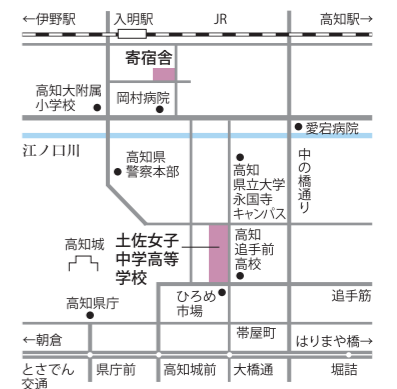 ←伊野駅
入明駅
JR
高知駅→
寄宿舎
高知大附属
小学校
岡村病院
愛宕病院
江ノ口川
高知県
警察本部
高知
県立大学
永国寺
キャンパス
中の橋通り
高知城
土佐女子
中学高等
学校
高知
追手前
高校
ひろめ
市場
追手筋
高知県庁
帯屋町
←朝倉
はりまや橋→
とさでん
交通
県庁前
高知城前
大橋通
堀詰